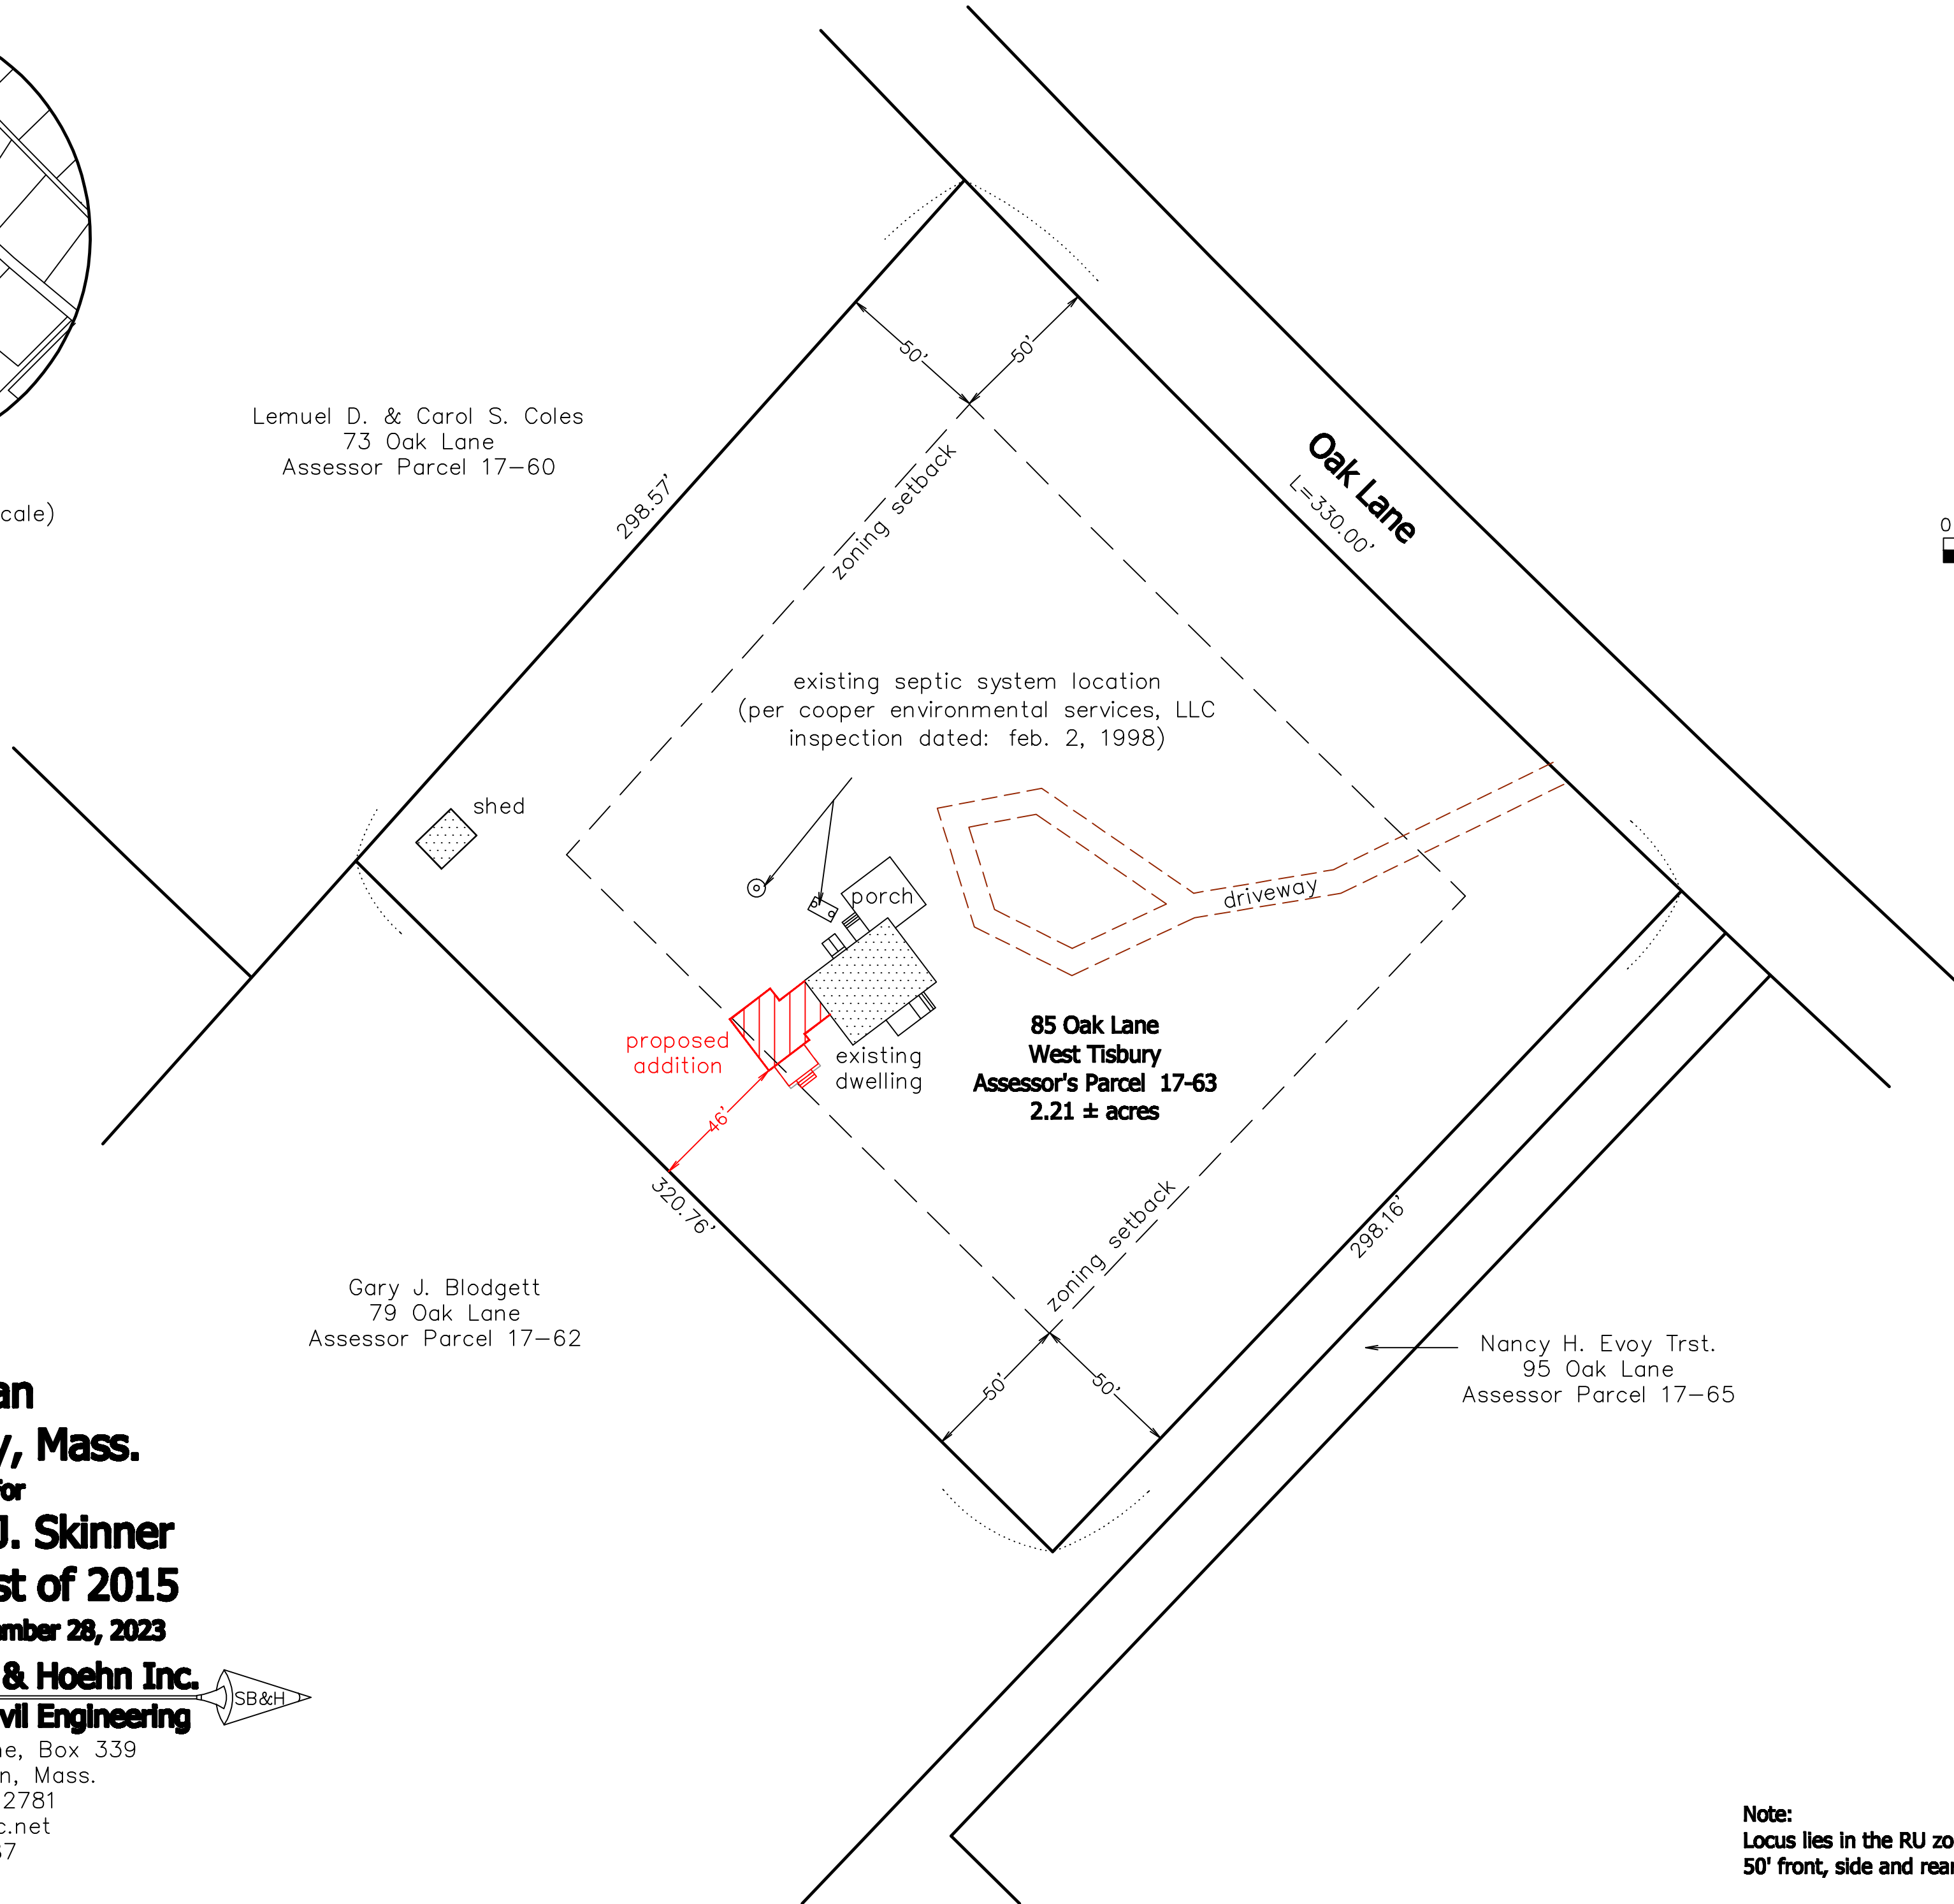 Lemuel D. & Carol S. Coles
73 Oak Lane
Assessor Parcel 17-60
cale)
298.57'
50'
50'
zoning setback
Oak Lane
L=330.00'
0
existing septic system location
(per cooper environmental services, LLC
inspection dated: feb. 2, 1998)
shed
porch
driveway
proposed
addition
existing
dwelling
85 Oak Lane
West Tisbury
Assessor's Parcel 17-63
2.21 ± acres
46'
320.76'
zoning setback
298.16'
Gary J. Blodgett
79 Oak Lane
Assessor Parcel 17-62
50'
50'
Nancy H. Evoy Trst.
95 Oak Lane
Assessor Parcel 17-65
an
y, Mass.
For
J. Skinner
st of 2015
ember 28, 2023
& Hoehn Inc.
SB&H
vil Engineering
ne, Box 339
n, Mass.
2781
c.net
37
Note:
Locus lies in the RU zo
50' front, side and rear